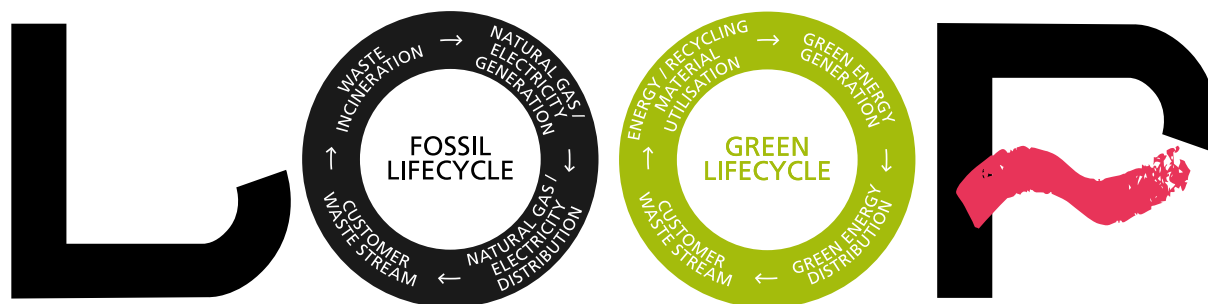 L
WASTE
INCINERATION
→
NATURAL GAS /
ELECTRICITY
GENERATION
↓
NATURAL GAS /
ELECTRICITY
DISTRIBUTION
←
CUSTOMER
WASTE STREAM
↑
FOSSIL
LIFECYCLE
ENERGY / RECYCLING
MATERIAL
UTILISATION
→
GREEN ENERGY
GENERATION
↓
GREEN ENERGY
DISTRIBUTION
←
CUSTOMER
WASTE STREAM
↑
GREEN
LIFECYCLE
P